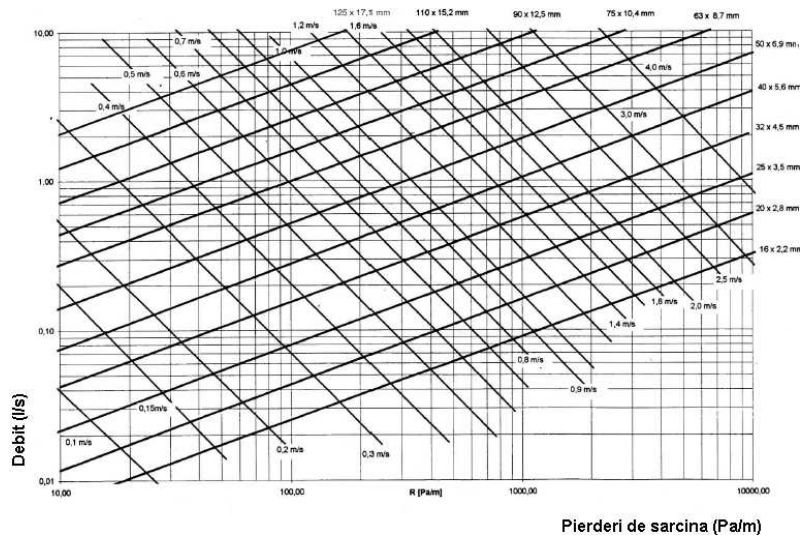 125 x 17,1 mm 110 x 15,2 mm 90 x 12,5 mm 75 x 10,4 mm 63 x 8,7 mm
10,00 0,7 m/s 1,2 m/s 1,6 m/s
1,0 m/s
50 x 6,9 mm
0,5 m/s 0,6 m/s 4,0 m/s
40 x 5,6 mm
0,4 m/s 3,0 m/s
32 x 4,5 mm
25 x 3,5 mm
1,00
20 x 2,8 mm
16 x 2,2 mm
2,5 m/s
1,8 m/s 2,0 m/s
0,10 1,4 m/s
0,8 m/s
0,9 m/s
0,15m/s
0,1 m/s 0,2 m/s 0,3 m/s
0,01
10,00 100,00 R [Pa/m] 1000,00 10000,00
Debit (l/s)
Pierderi de sarcina (Pa/m)